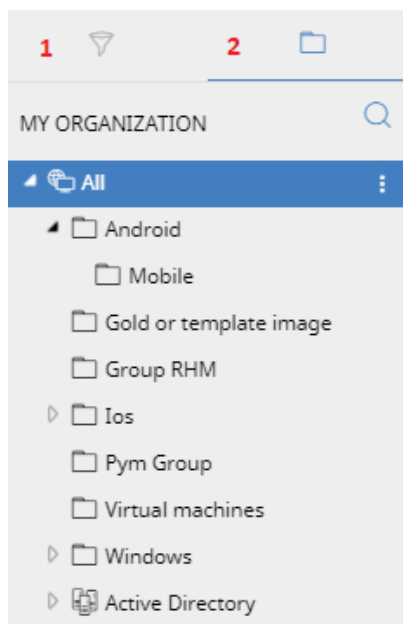 1 2
MY ORGANIZATION
All
Android
Mobile
Gold or template image
Group RHM
Ios
Pym Group
Virtual machines
Windows
Active Directory